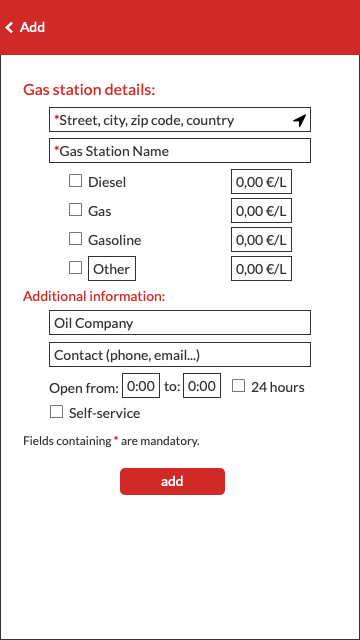 Add
Gas station details:
*Street, city, zip code, country
*Gas Station Name
Diesel 0,00 €/L
Gas 0,00 €/L
Gasoline 0,00 €/L
Other 0,00 €/L
Additional information:
Oil Company
Contact (phone, email...)
Open from: 0:00 to: 0:00 24 hours
Self-service
Fields containing * are mandatory.
add